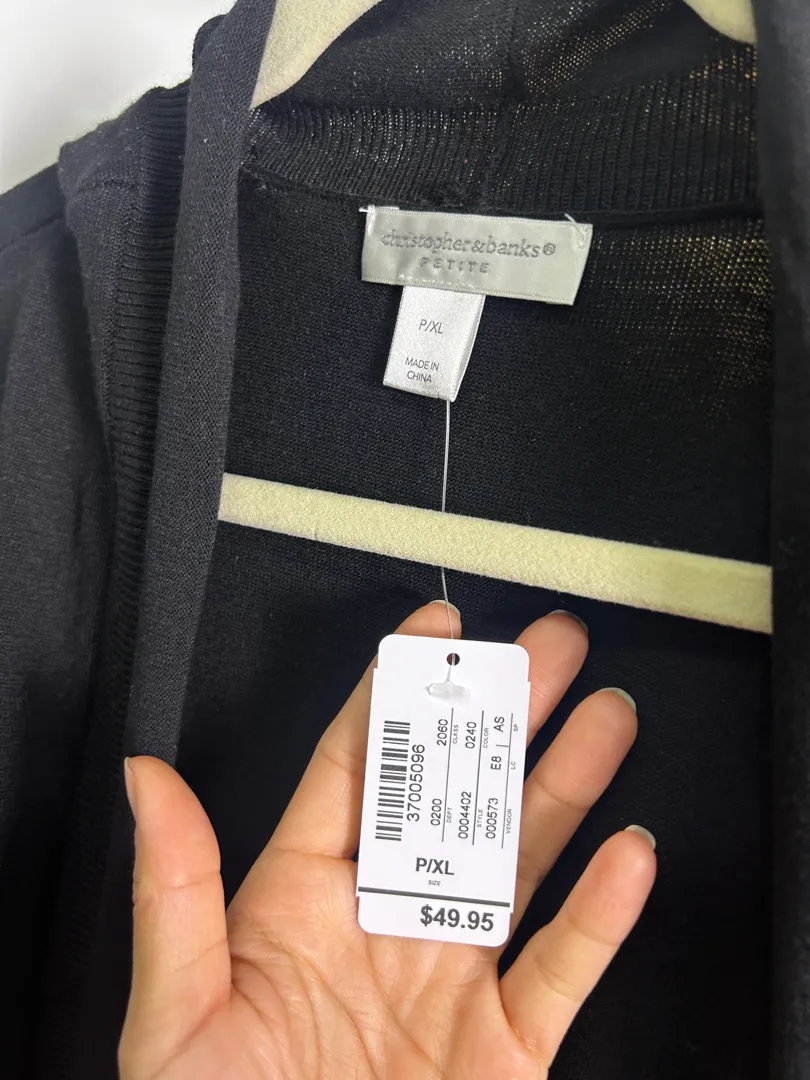 christopher&banks®
PETITE
P/XL
MADE IN
CHINA
37005096
0200 2060
DEPT CLASS
0004402 0240
STYLE COLOR
000573 E8 AS
VENDOR LC SP
P/XL
SIZE
$49.95